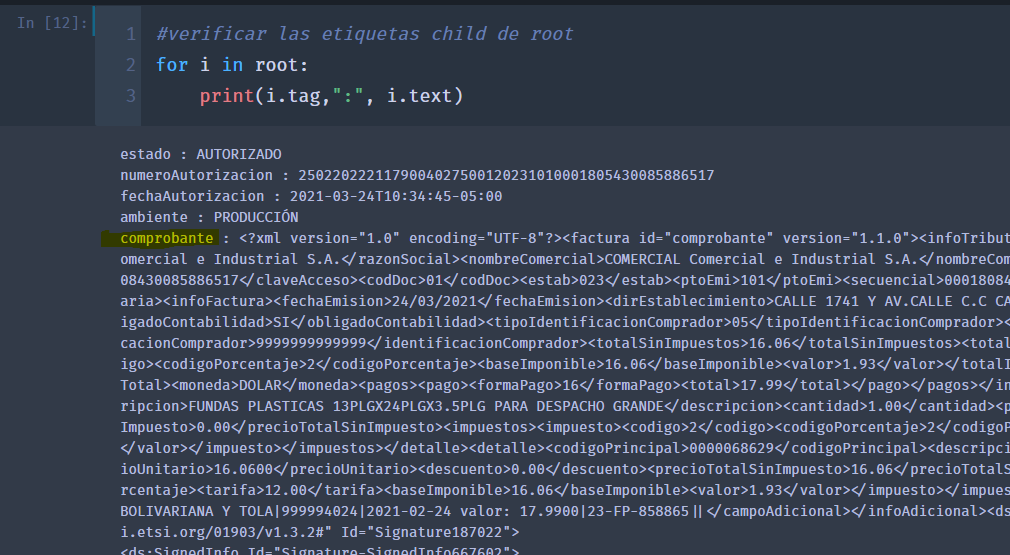 In [12]:
1 #verificar las etiquetas child de root
2 for i in root:
3 print(i.tag,":", i.text)
estado : AUTORIZADO
numeroAutorizacion : 2502202221179004027500120231010001805430085886517
fechaAutorizacion : 2021-03-24T10:34:45-05:00
ambiente : PRODUCCIÓN
comprobante : <?xml version="1.0" encoding="UTF-8"?><factura id="comprobante" version="1.1.0"><infoTribut
omercial e Industrial S.A.</razonSocial><nombreComercial>COMERCIAL Comercial e Industrial S.A.</nombreCom
08430085886517</claveAcceso><codDoc>01</codDoc><estab>023</estab><ptoEmi>101</ptoEmi><secuencial>00018084
aria><infoFactura><fechaEmision>24/03/2021</fechaEmision><dirEstablecimiento>CALLE 1741 Y AV.CALLE C.C CA
igadoContabilidad>SI</obligadoContabilidad><tipoIdentificacionComprador>05</tipoIdentificacionComprador><
cacionComprador>9999999999999</identificacionComprador><totalSinImpuestos>16.06</totalSinImpuestos><total
igo><codigoPorcentaje>2</codigoPorcentaje><baseImponible>16.06</baseImponible><valor>1.93</valor></totalI
Total><moneda>DOLAR</moneda><pagos><pago><formaPago>16</formaPago><total>17.99</total></pago></pagos></in
ripcion>FUNDAS PLASTICAS 13PLGX24PLGX3.5PLG PARA DESPACHO GRANDE</descripcion><cantidad>1.00</cantidad><p
Impuesto>0.00</precioTotalSinImpuesto><impuestos><impuesto><codigo>2</codigo><codigoPorcentaje>2</codigoP
</valor></impuesto></impuestos></detalle><detalle><codigoPrincipal>0000068629</codigoPrincipal><descripci
ioUnitario>16.0600</precioUnitario><descuento>0.00</descuento><precioTotalSinImpuesto>16.06</precioTotalS
rcentaje><tarifa>12.00</tarifa><baseImponible>16.06</baseImponible><valor>1.93</valor></impuesto></impues
BOLIVARIANA Y TOLA|999994024|2021-02-24 valor: 17.9900|23-FP-858865||</campoAdicional></infoAdicional><ds
i.etsi.org/01903/v1.3.2#" Id="Signature187022">
<ds:SignedInfo Id="Signature-SignedInfo667602">